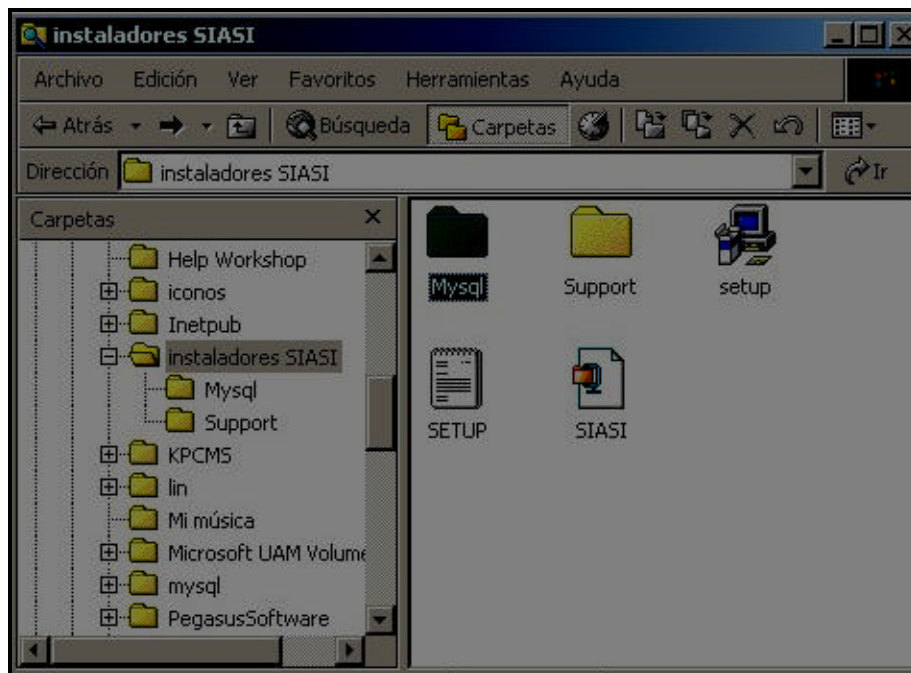 instaladores SIASI
Archivo Edición Ver Favoritos Herramientas Ayuda
Atrás Búsqueda Carpetas
Dirección instaladores SIASI Ir
Carpetas
Help Workshop
iconos
Inetpub
instaladores SIASI
Mysql
Support
KPCMS
lin
Mi música
Microsoft UAM Volume
mysql
PegasusSoftware
Mysql Support setup
SETUP SIASI